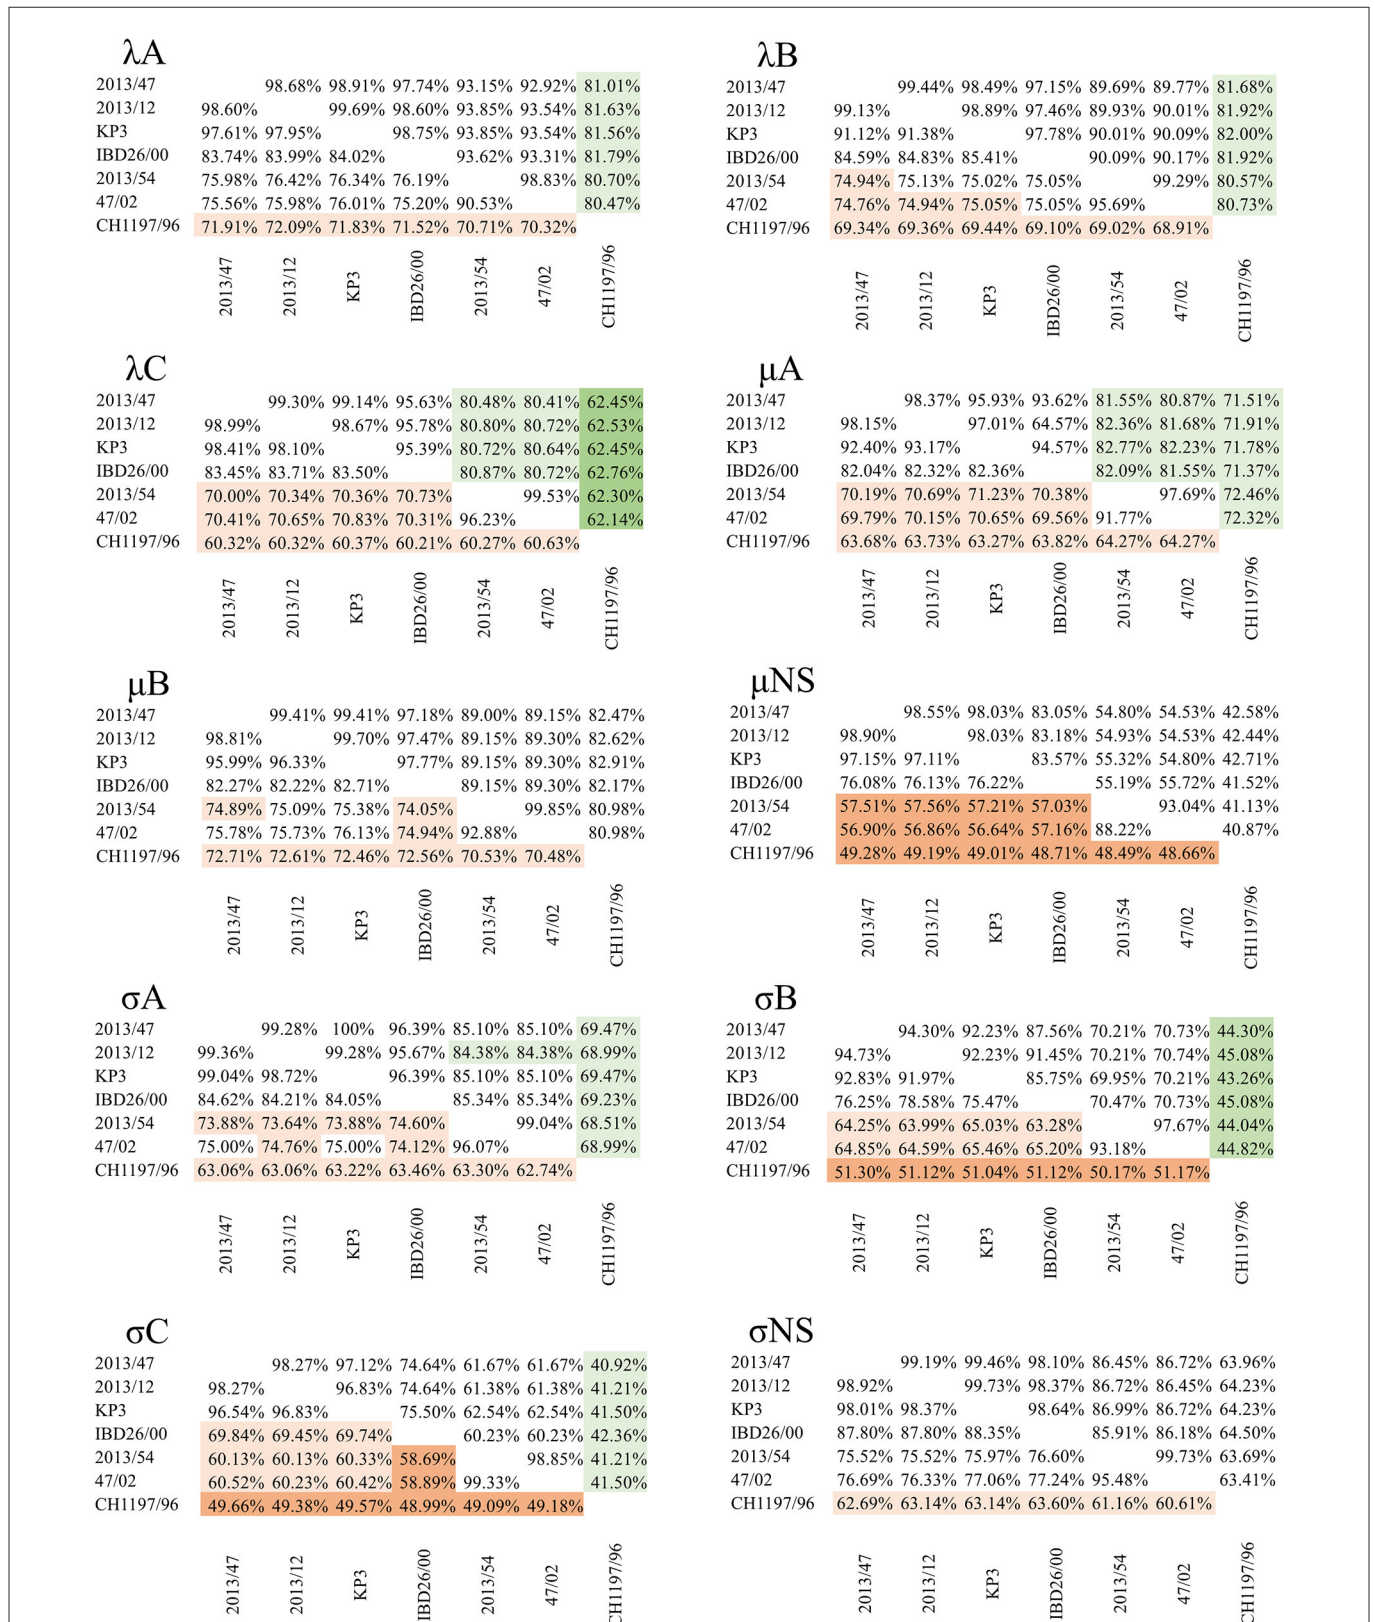 λA
2013/47 98.68% 98.91% 97.74% 93.15% 92.92% 81.01%
2013/12 98.60% 99.69% 98.60% 93.85% 93.54% 81.63%
KP3 97.61% 97.95% 98.75% 93.85% 93.54% 81.56%
IBD26/00 83.74% 83.99% 84.02% 93.62% 93.31% 81.79%
2013/54 75.98% 76.42% 76.34% 76.19% 98.83% 80.70%
47/02 75.56% 75.98% 76.01% 75.20% 90.53% 80.47%
CH1197/96 71.91% 72.09% 71.83% 71.52% 70.71% 70.32%
2013/47 2013/12 KP3 IBD26/00 2013/54 47/02 CH1197/96
λB
2013/47 99.44% 98.49% 97.15% 89.69% 89.77% 81.68%
2013/12 99.13% 98.89% 97.46% 89.93% 90.01% 81.92%
KP3 91.12% 91.38% 97.78% 90.01% 90.09% 82.00%
IBD26/00 84.59% 84.83% 85.41% 90.09% 90.17% 81.92%
2013/54 74.94% 75.13% 75.02% 75.05% 99.29% 80.57%
47/02 74.76% 74.94% 75.05% 75.05% 95.69% 80.73%
CH1197/96 69.34% 69.36% 69.44% 69.10% 69.02% 68.91%
2013/47 2013/12 KP3 IBD26/00 2013/54 47/02 CH1197/96
λC
2013/47 99.30% 99.14% 95.63% 80.48% 80.41% 62.45%
2013/12 98.99% 98.67% 95.78% 80.80% 80.72% 62.53%
KP3 98.41% 98.10% 95.39% 80.72% 80.64% 62.45%
IBD26/00 83.45% 83.71% 83.50% 80.87% 80.72% 62.76%
2013/54 70.00% 70.34% 70.36% 70.73% 99.53% 62.30%
47/02 70.41% 70.65% 70.83% 70.31% 96.23% 62.14%
CH1197/96 60.32% 60.32% 60.37% 60.21% 60.27% 60.63%
2013/47 2013/12 KP3 IBD26/00 2013/54 47/02 CH1197/96
μA
2013/47 98.37% 95.93% 93.62% 81.55% 80.87% 71.51%
2013/12 98.15% 97.01% 64.57% 82.36% 81.68% 71.91%
KP3 92.40% 93.17% 94.57% 82.77% 82.23% 71.78%
IBD26/00 82.04% 82.32% 82.36% 82.09% 81.55% 71.37%
2013/54 70.19% 70.69% 71.23% 70.38% 97.69% 72.46%
47/02 69.79% 70.15% 70.65% 69.56% 91.77% 72.32%
CH1197/96 63.68% 63.73% 63.27% 63.82% 64.27% 64.27%
2013/47 2013/12 KP3 IBD26/00 2013/54 47/02 CH1197/96
μB
2013/47 99.41% 99.41% 97.18% 89.00% 89.15% 82.47%
2013/12 98.81% 99.70% 97.47% 89.15% 89.30% 82.62%
KP3 95.99% 96.33% 97.77% 89.15% 89.30% 82.91%
IBD26/00 82.27% 82.22% 82.71% 89.15% 89.30% 82.17%
2013/54 74.89% 75.09% 75.38% 74.05% 99.85% 80.98%
47/02 75.78% 75.73% 76.13% 74.94% 92.88% 80.98%
CH1197/96 72.71% 72.61% 72.46% 72.56% 70.53% 70.48%
2013/47 2013/12 KP3 IBD26/00 2013/54 47/02 CH1197/96
μNS
2013/47 98.55% 98.03% 83.05% 54.80% 54.53% 42.58%
2013/12 98.90% 98.03% 83.18% 54.93% 54.53% 42.44%
KP3 97.15% 97.11% 83.57% 55.32% 54.80% 42.71%
IBD26/00 76.08% 76.13% 76.22% 55.19% 55.72% 41.52%
2013/54 57.51% 57.56% 57.21% 57.03% 93.04% 41.13%
47/02 56.90% 56.86% 56.64% 57.16% 88.22% 40.87%
CH1197/96 49.28% 49.19% 49.01% 48.71% 48.49% 48.66%
2013/47 2013/12 KP3 IBD26/00 2013/54 47/02 CH1197/96
σA
2013/47 99.28% 100% 96.39% 85.10% 85.10% 69.47%
2013/12 99.36% 99.28% 95.67% 84.38% 84.38% 68.99%
KP3 99.04% 98.72% 96.39% 85.10% 85.10% 69.47%
IBD26/00 84.62% 84.21% 84.05% 85.34% 85.34% 69.23%
2013/54 73.88% 73.64% 73.88% 74.60% 99.04% 68.51%
47/02 75.00% 74.76% 75.00% 74.12% 96.07% 68.99%
CH1197/96 63.06% 63.06% 63.22% 63.46% 63.30% 62.74%
2013/47 2013/12 KP3 IBD26/00 2013/54 47/02 CH1197/96
σB
2013/47 94.30% 92.23% 87.56% 70.21% 70.73% 44.30%
2013/12 94.73% 92.23% 91.45% 70.21% 70.74% 45.08%
KP3 92.83% 91.97% 85.75% 69.95% 70.21% 43.26%
IBD26/00 76.25% 78.58% 75.47% 70.47% 70.73% 45.08%
2013/54 64.25% 63.99% 65.03% 63.28% 97.67% 44.04%
47/02 64.85% 64.59% 65.46% 65.20% 93.18% 44.82%
CH1197/96 51.30% 51.12% 51.04% 51.12% 50.17% 51.17%
2013/47 2013/12 KP3 IBD26/00 2013/54 47/02 CH1197/96
σC
2013/47 98.27% 97.12% 74.64% 61.67% 61.67% 40.92%
2013/12 98.27% 96.83% 74.64% 61.38% 61.38% 41.21%
KP3 96.54% 96.83% 75.50% 62.54% 62.54% 41.50%
IBD26/00 69.84% 69.45% 69.74% 60.23% 60.23% 42.36%
2013/54 60.13% 60.13% 60.33% 58.69% 98.85% 41.21%
47/02 60.52% 60.23% 60.42% 58.89% 99.33% 41.50%
CH1197/96 49.66% 49.38% 49.57% 48.99% 49.09% 49.18%
2013/47 2013/12 KP3 IBD26/00 2013/54 47/02 CH1197/96
σNS
2013/47 99.19% 99.46% 98.10% 86.45% 86.72% 63.96%
2013/12 98.92% 99.73% 98.37% 86.72% 86.45% 64.23%
KP3 98.01% 98.37% 98.64% 86.99% 86.72% 64.23%
IBD26/00 87.80% 87.80% 88.35% 85.91% 86.18% 64.50%
2013/54 75.52% 75.52% 75.97% 76.60% 99.73% 63.69%
47/02 76.69% 76.33% 77.06% 77.24% 95.48% 63.41%
CH1197/96 62.69% 63.14% 63.14% 63.60% 61.16% 60.61%
2013/47 2013/12 KP3 IBD26/00 2013/54 47/02 CH1197/96